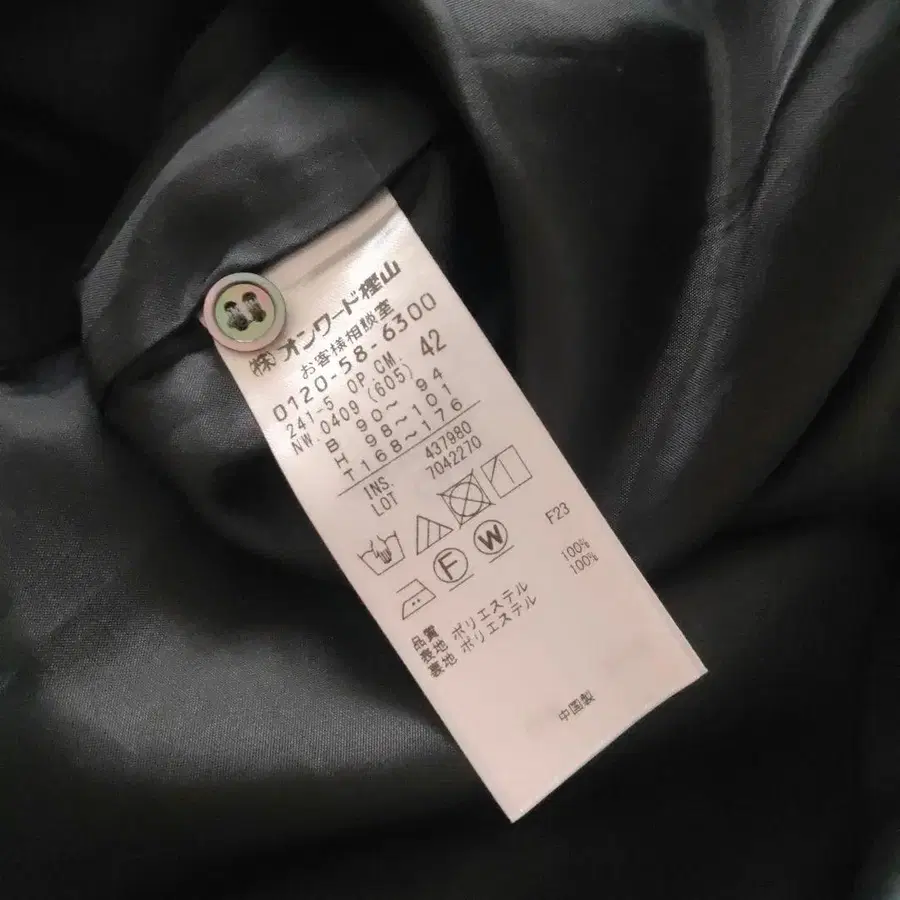 ㈱オンワード樫山
お客様相談室
0120-58-6300
241-5 OP.CM. 42
NW.0409 (605)
B 90〜 94
H 98〜101
T168〜176
INS. 437980
LOT 7042270
F W
F23
品質
表地 ポリエステル 100%
裏地 ポリエステル 100%
中国製